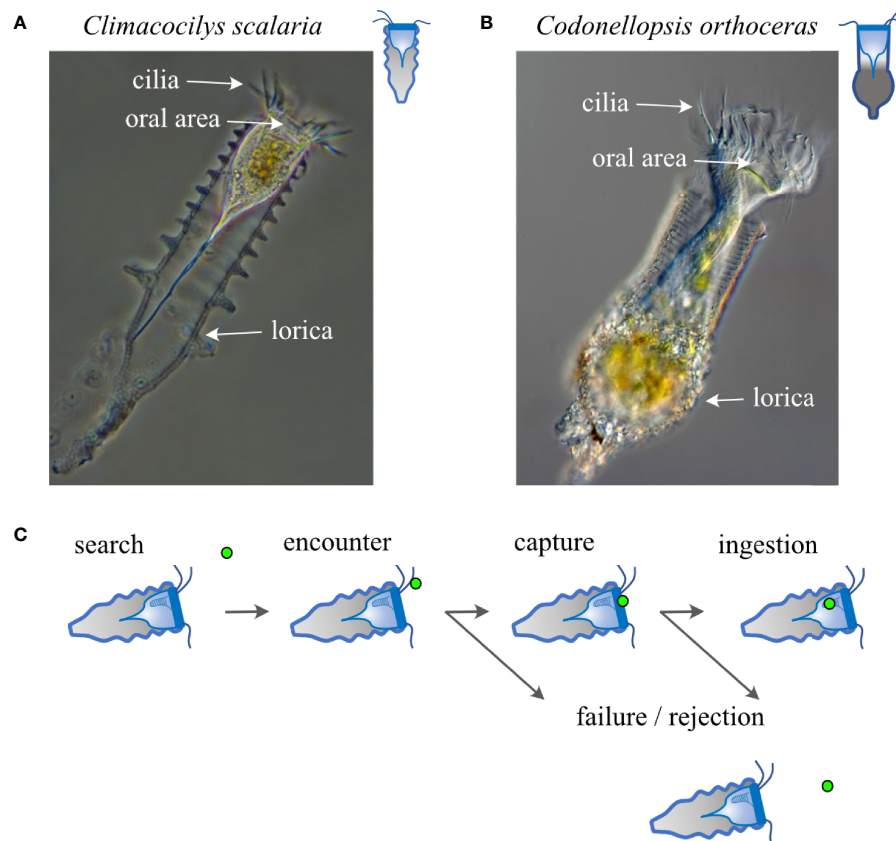 A
Climacocilys scalaria
cilia
oral area
lorica
B
Codonellopsis orthoceras
cilia
oral area
lorica
C
search
encounter
capture
ingestion
failure / rejection